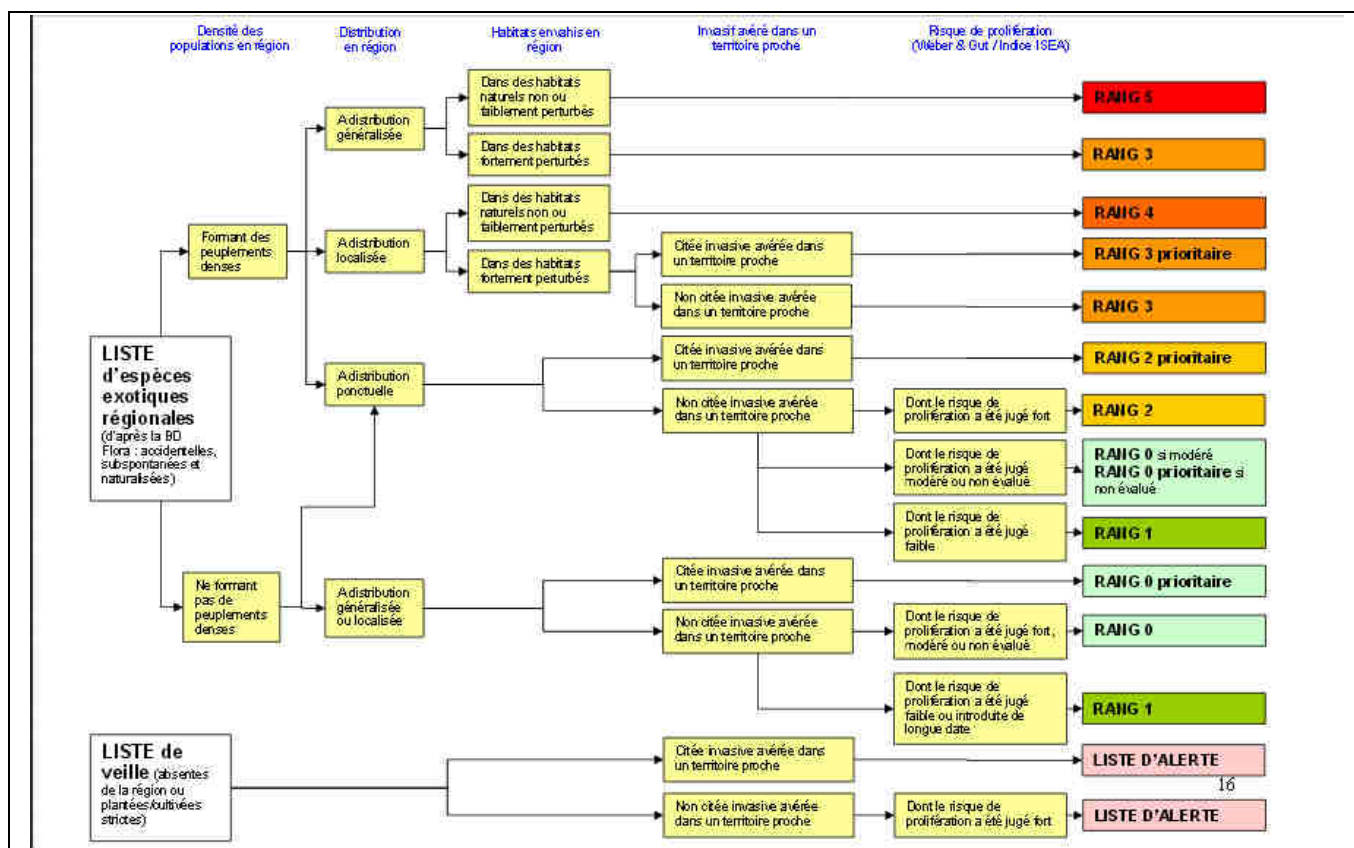 Densité des
populations en région
Distribution
en région
Habitats envahis en
région
Invasif avéré dans un
territoire proche
Risque de prolifération
(Weber & Gut / Indice ISEA)
Dans des habitats
naturels non ou
faiblement perturbés
RANG 5
A distribution
généralisée
Dans des habitats
fortement perturbés
RANG 3
Dans des habitats
naturels non ou
faiblement perturbés
RANG 4
Formant des
peuplements
denses
A distribution
localisée
Dans des habitats
fortement perturbés
Citée invasive avérée dans
un territoire proche
RANG 3 prioritaire
Non citée invasive avérée
dans un territoire proche
RANG 3
LISTE
d'espèces
exotiques
régionales
(d'après la BD
Flora : accidentelles,
subspontanées et
naturalisées)
A distribution
ponctuelle
Citée invasive avérée dans
un territoire proche
RANG 2 prioritaire
Non citée invasive avérée
dans un territoire proche
Dont le risque de
prolifération a été jugé fort
RANG 2
Dont le risque de
prolifération a été jugé
modéré ou non évalué
RANG 0 si modéré
RANG 0 prioritaire si
non évalué
Dont le risque de
prolifération a été jugé
faible
RANG 1
Ne formant
pas de
peuplements
denses
A distribution
généralisée
ou localisée
Citée invasive avérée dans
un territoire proche
RANG 0 prioritaire
Non citée invasive avérée
dans un territoire proche
Dont le risque de
prolifération a été jugé fort,
modéré ou non évalué
RANG 0
Dont le risque de
prolifération a été jugé
faible ou introduite de
longue date
RANG 1
LISTE de
veille (absentes
de la région ou
plantées/cultivées
strictes)
Citée invasive avérée dans
un territoire proche
LISTE D'ALERTE
16
Non citée invasive avérée
dans un territoire proche
Dont le risque de
prolifération a été jugé fort
LISTE D'ALERTE